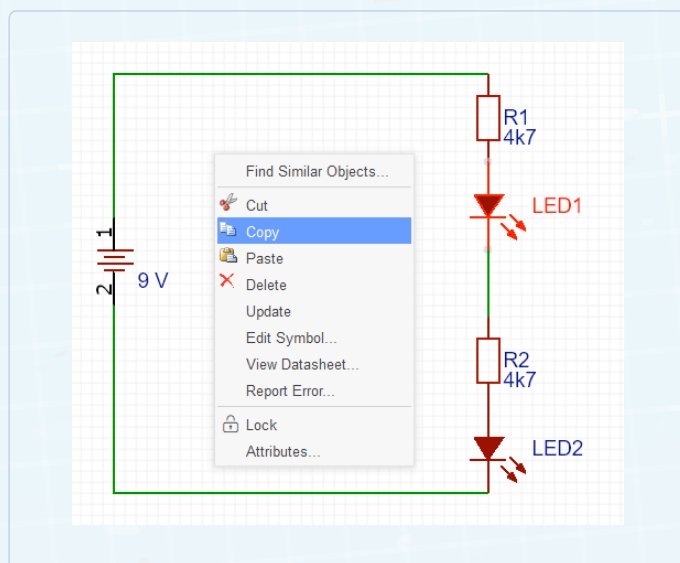 R1
4k7
LED1
Find Similar Objects...
Cut
Copy
Paste
Delete
Update
Edit Symbol...
View Datasheet...
Report Error...
Lock
Attributes...
1
2
9 V
R2
4k7
LED2